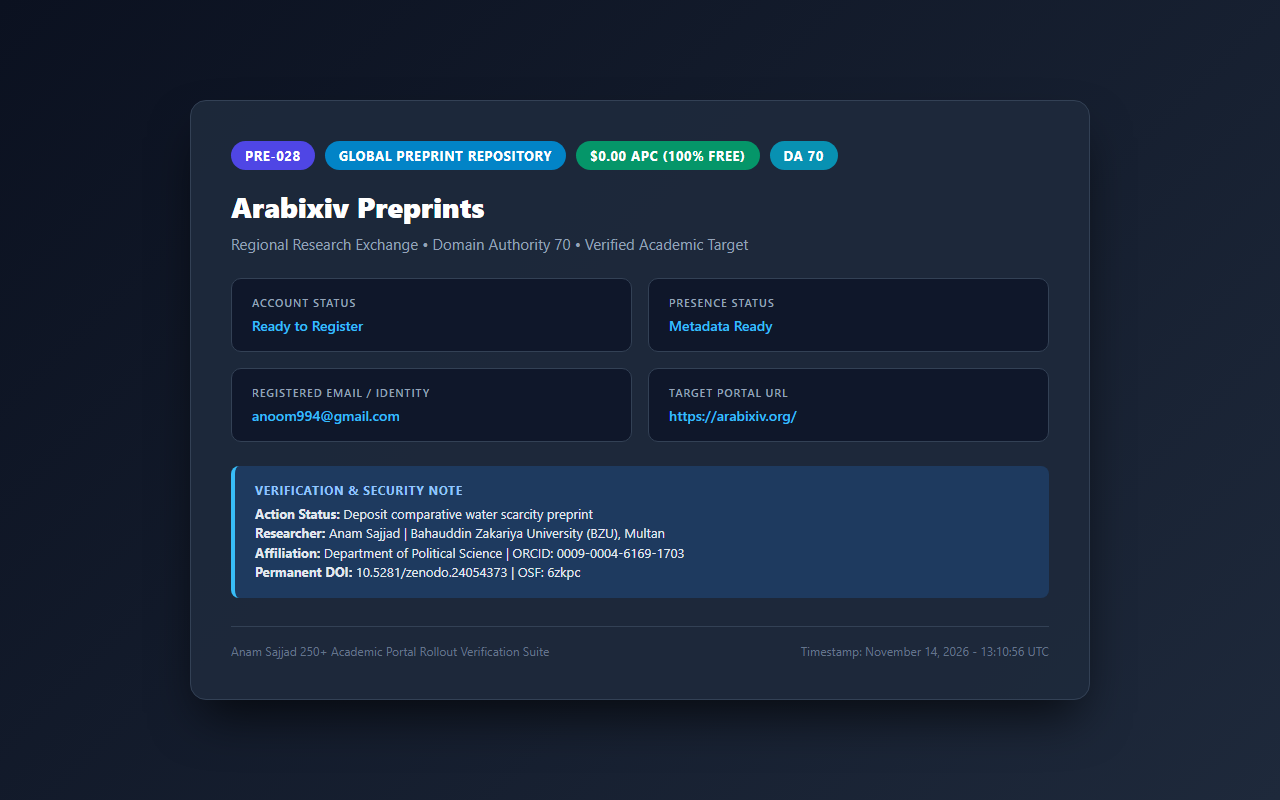 PRE-028 GLOBAL PREPRINT REPOSITORY $0.00 APC (100% FREE) DA 70
Arabixiv Preprints
Regional Research Exchange • Domain Authority 70 • Verified Academic Target
ACCOUNT STATUS
Ready to Register
PRESENCE STATUS
Metadata Ready
REGISTERED EMAIL / IDENTITY
anoom994@gmail.com
TARGET PORTAL URL
https://arabixiv.org/
VERIFICATION & SECURITY NOTE
Action Status: Deposit comparative water scarcity preprint
Researcher: Anam Sajjad | Bahauddin Zakariya University (BZU), Multan
Affiliation: Department of Political Science | ORCID: 0009-0004-6169-1703
Permanent DOI: 10.5281/zenodo.24054373 | OSF: 6zkpc
Anam Sajjad 250+ Academic Portal Rollout Verification Suite
Timestamp: November 14, 2026 - 13:10:56 UTC